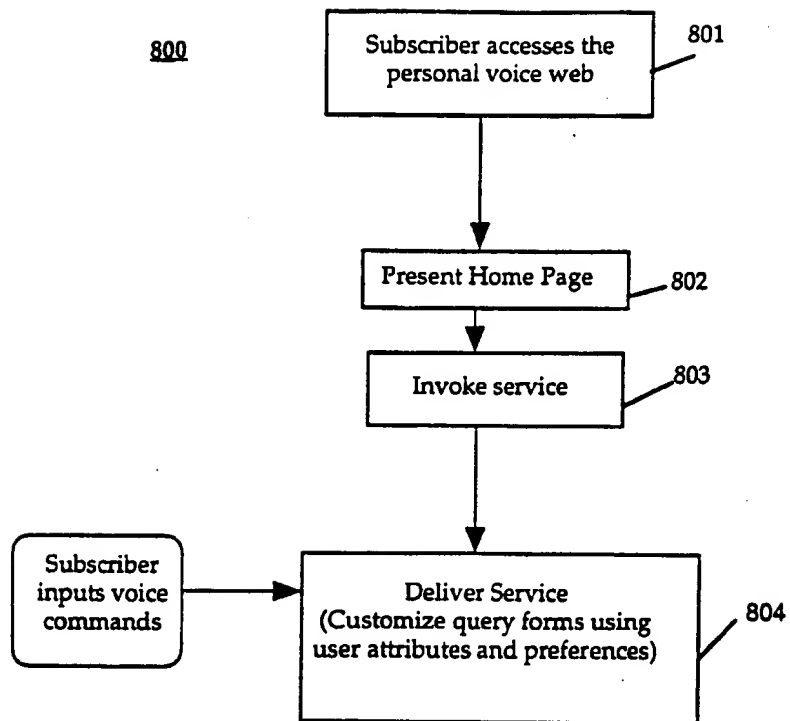 800
Subscriber accesses the
personal voice web
801
Present Home Page
802
Invoke service
803
Subscriber
inputs voice
commands
Deliver Service
(Customize query forms using
user attributes and preferences)
804